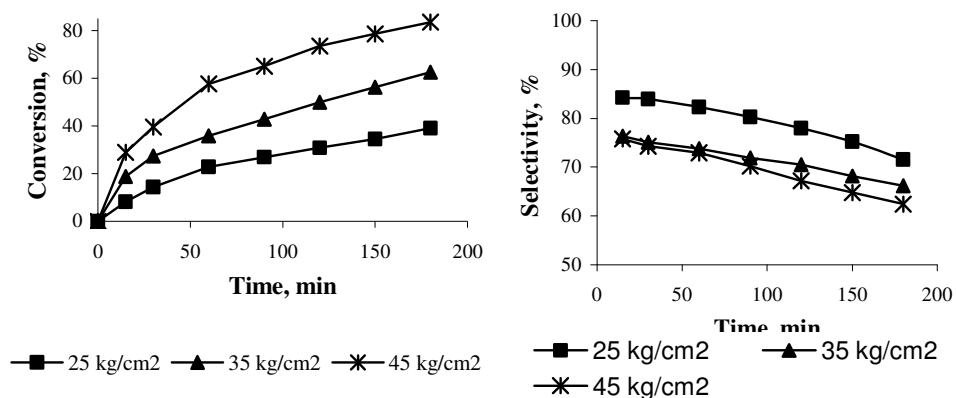 Conversion, %
80
60
40
20
0
0 50 100 150 200
Time, min
25 kg/cm2 35 kg/cm2 45 kg/cm2
Selectivity, %
100
90
80
70
60
50
0 50 100 150 200
Time, min
25 kg/cm2 35 kg/cm2
45 kg/cm2